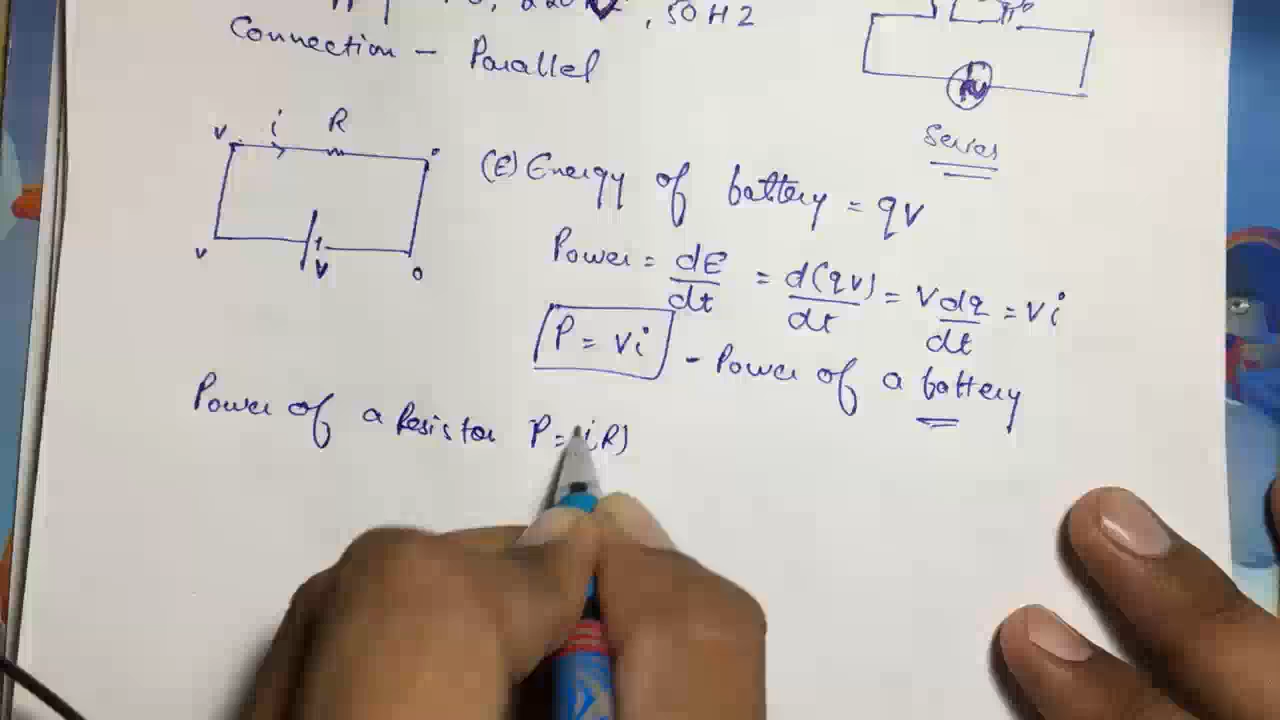 , 50 Hz
Connection - Parallel
Series
V i R o
V V o
(E) Energy of battery = qv
Power = dE/dt = d(qv)/dt = V dq/dt = Vi
P = Vi - Power of a battery
Power of a Resistor P = iR)